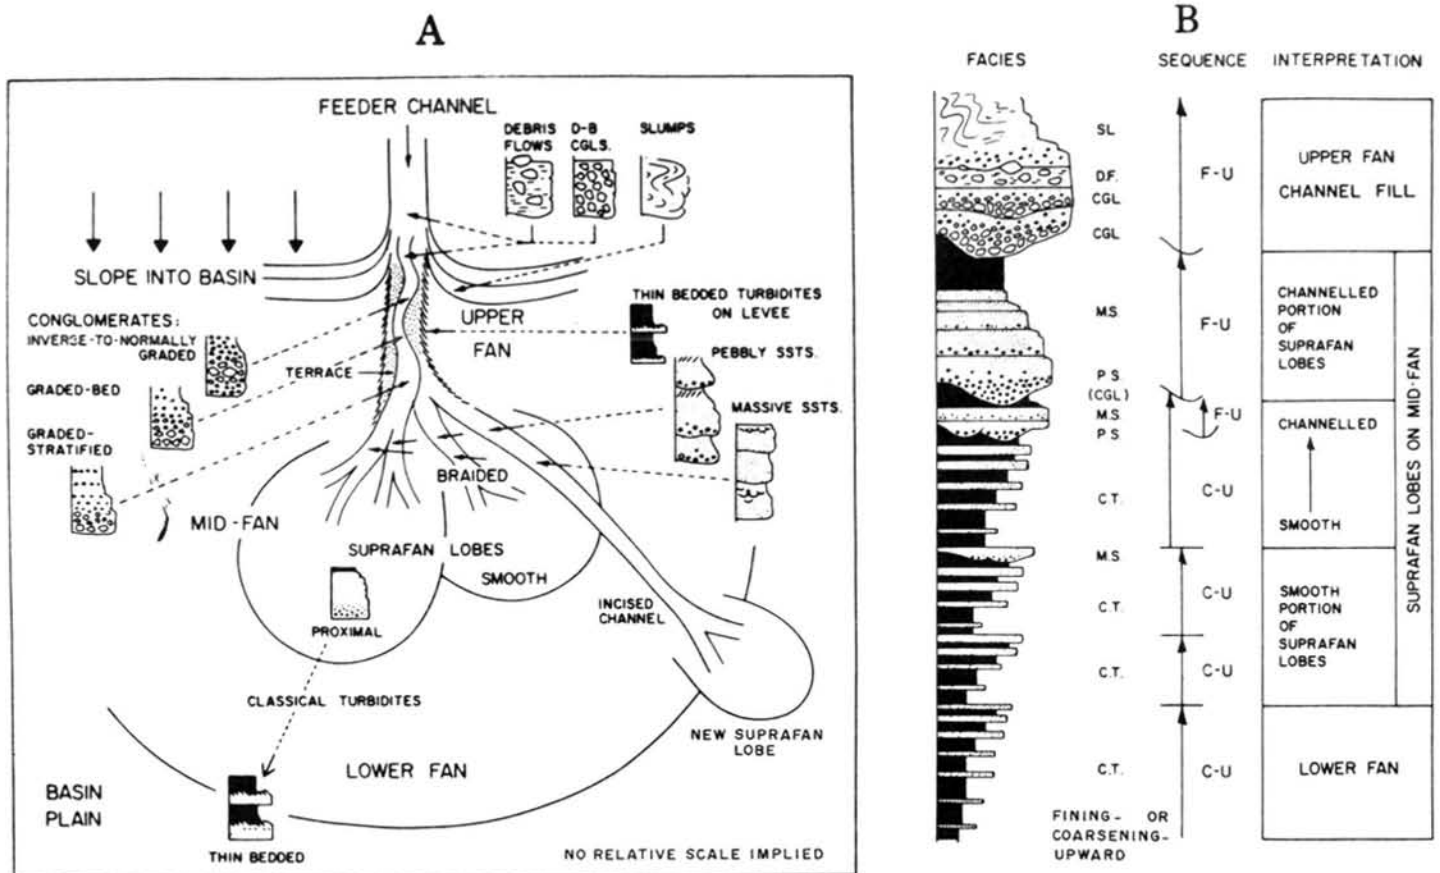 A
FEEDER CHANNEL
DEBRIS
FLOWS
D-B
CGLS.
SLUMPS
SLOPE INTO BASIN
CONGLOMERATES:
INVERSE-TO-NORMALLY
GRADED
GRADED-BED
GRADED-
STRATIFIED
TERRACE
UPPER
FAN
THIN BEDDED TURBIDITES
ON LEVEE
PEBBLY SSTS.
MASSIVE SSTS.
BRAIDED
MID-FAN
SUPRAFAN LOBES
SMOOTH
PROXIMAL
INCISED
CHANNEL
CLASSICAL TURBIDITES
NEW SUPRAFAN
LOBE
LOWER FAN
BASIN
PLAIN
THIN BEDDED
NO RELATIVE SCALE IMPLIED
B
FACIES
SEQUENCE
INTERPRETATION
SL
D.F.
CGL
CGL
M.S.
P.S.
(CGL)
M.S.
P.S.
C.T.
M.S.
C.T.
C.T.
C.T.
F-U
F-U
F-U
C-U
C-U
C-U
C-U
FINING- OR
COARSENING-
UPWARD
UPPER FAN
CHANNEL FILL
CHANNELLED
PORTION
OF
SUPRAFAN
LOBES
CHANNELLED
SMOOTH
SMOOTH
PORTION
OF
SUPRAFAN
LOBES
SUPRAFAN LOBES ON MID-FAN
LOWER FAN